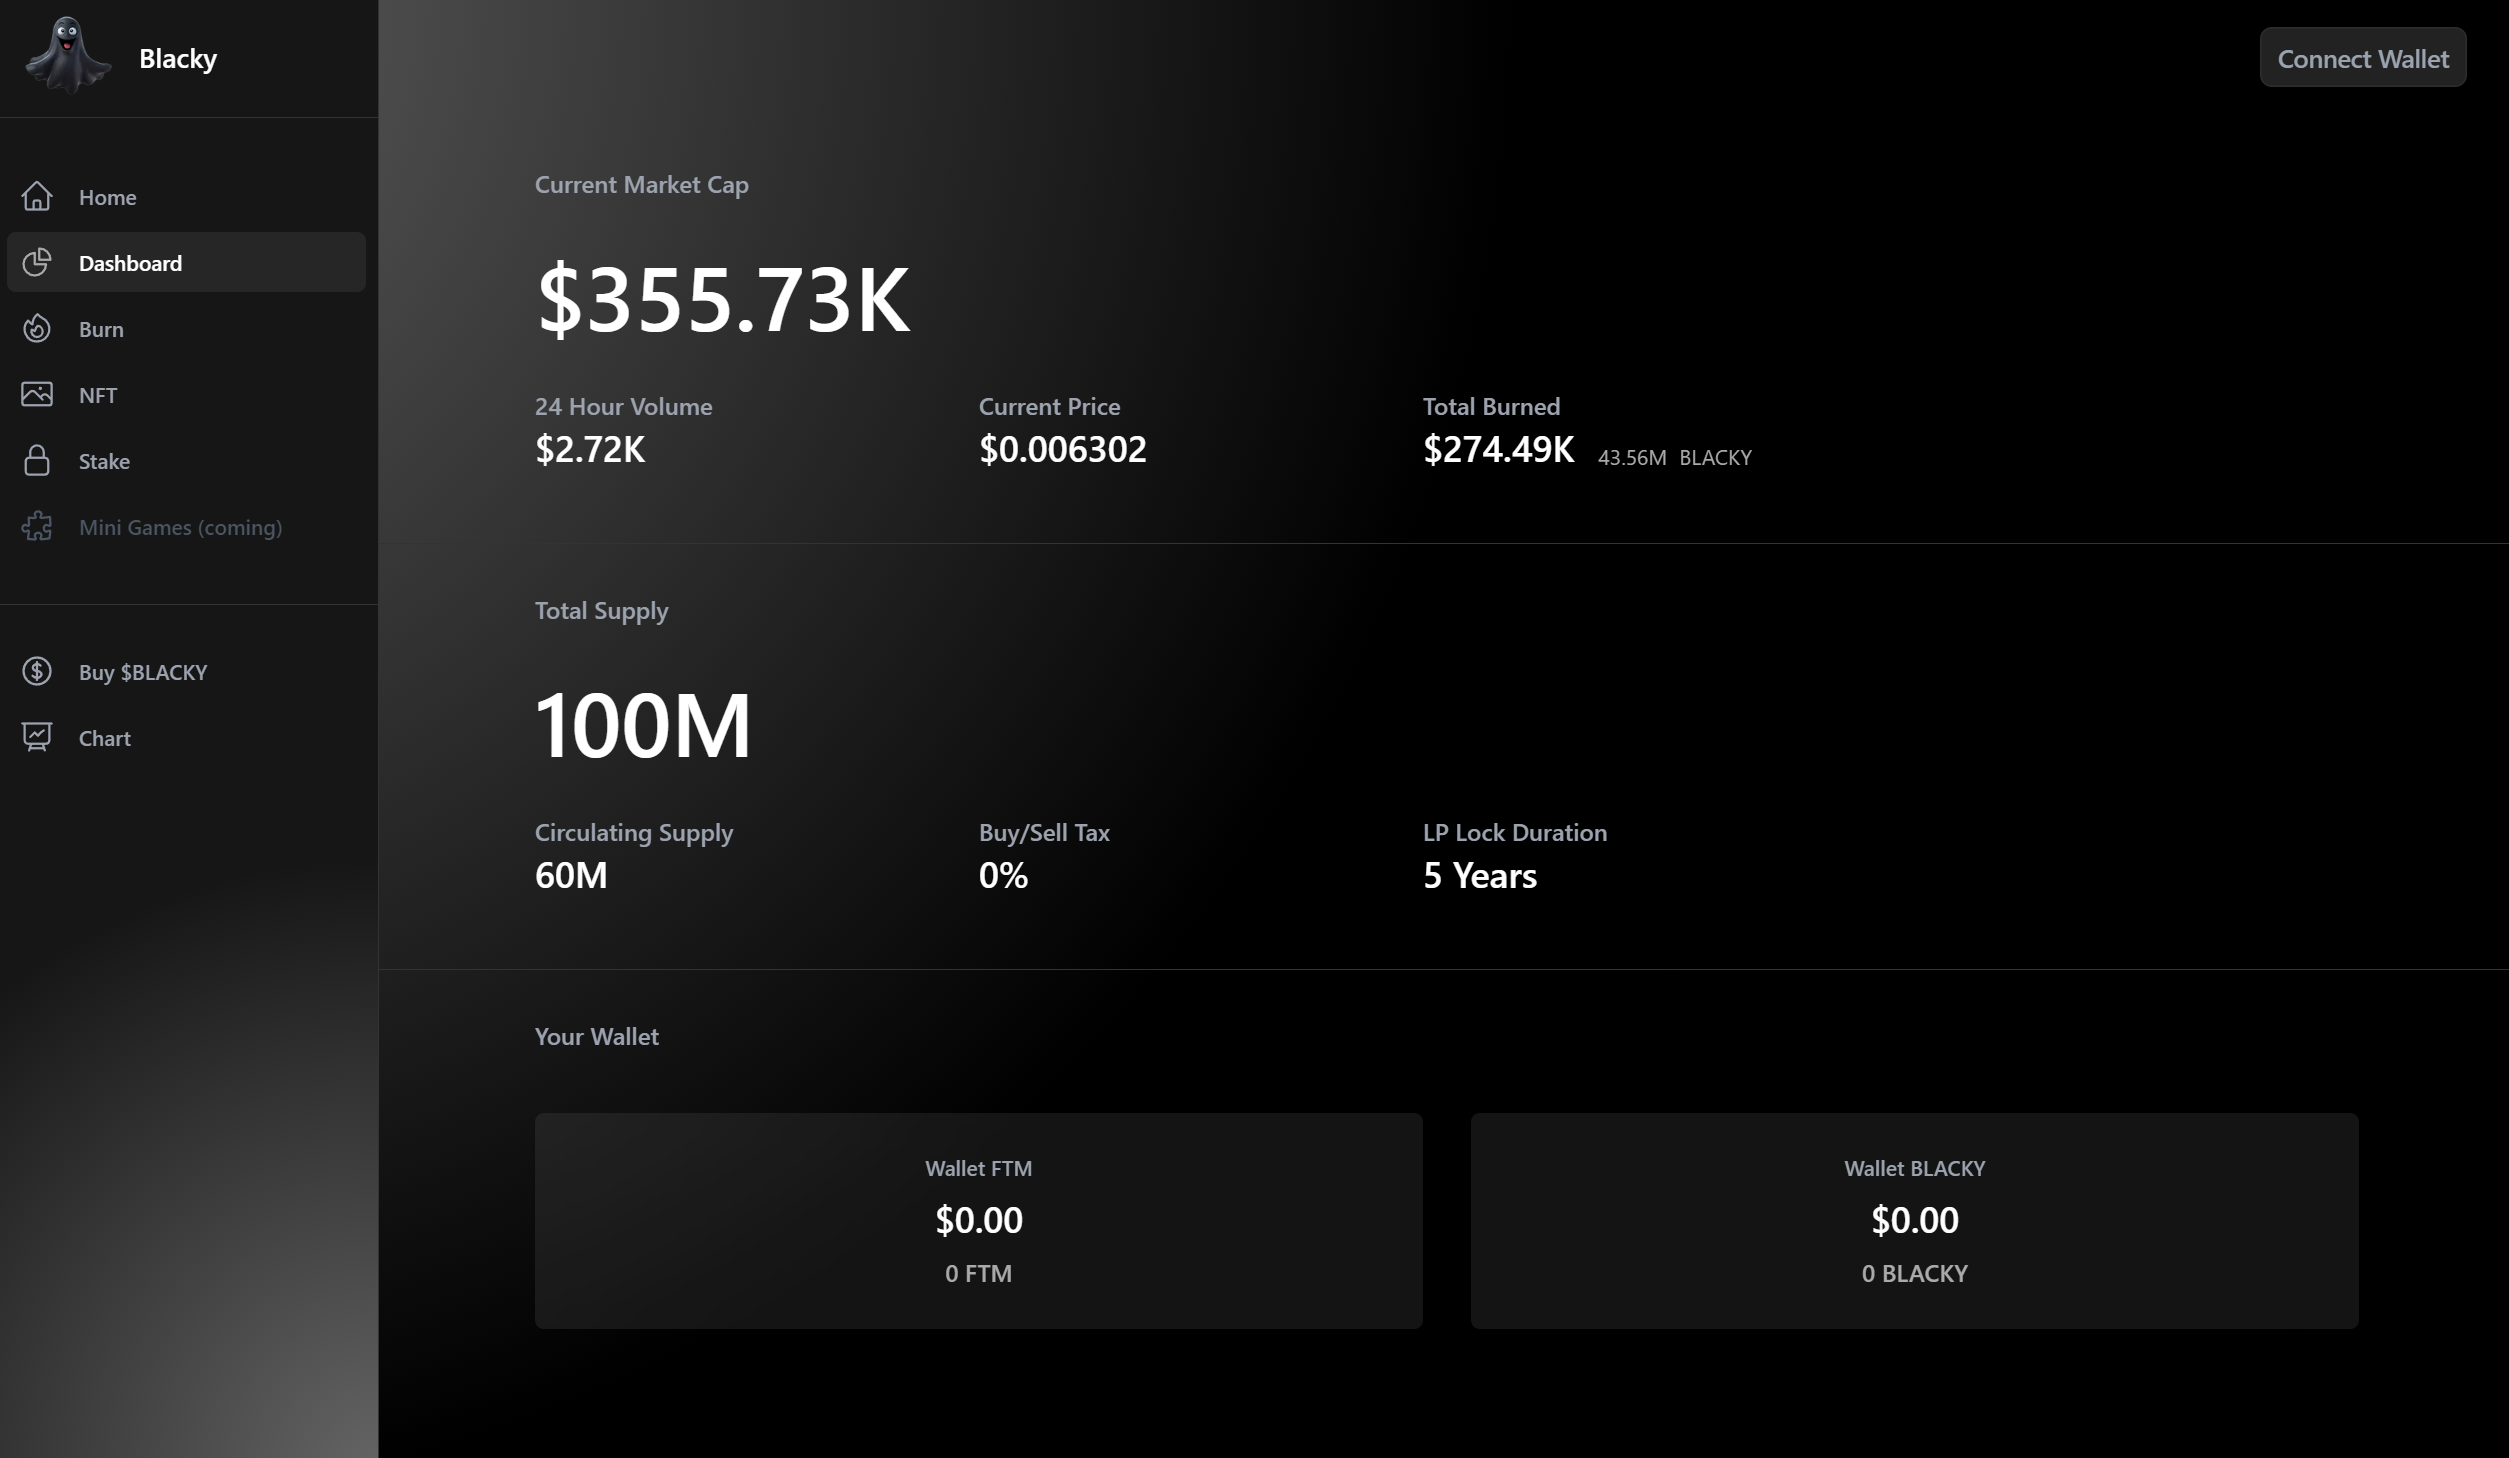 Blacky
Connect Wallet
Home
Dashboard
Burn
NFT
Stake
Mini Games (coming)
Buy $BLACKY
Chart
Current Market Cap
$355.73K
24 Hour Volume
$2.72K
Current Price
$0.006302
Total Burned
$274.49K 43.56M BLACKY
Total Supply
100M
Circulating Supply
60M
Buy/Sell Tax
0%
LP Lock Duration
5 Years
Your Wallet
Wallet FTM
$0.00
0 FTM
Wallet BLACKY
$0.00
0 BLACKY